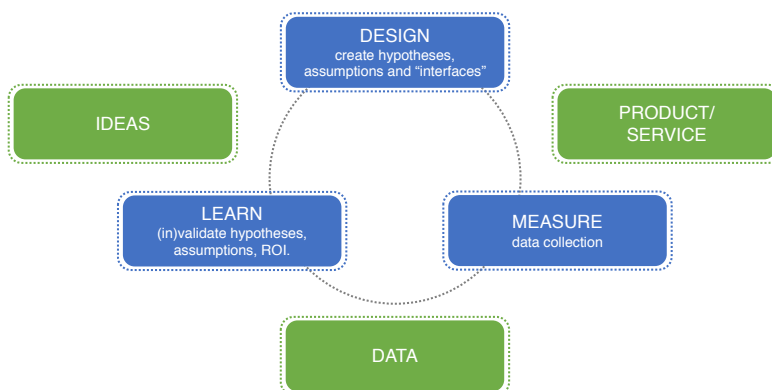 DESIGN
create hypotheses,
assumptions and “interfaces”
IDEAS
PRODUCT/
SERVICE
LEARN
(in)validate hypotheses,
assumptions, ROI.
MEASURE
data collection
DATA